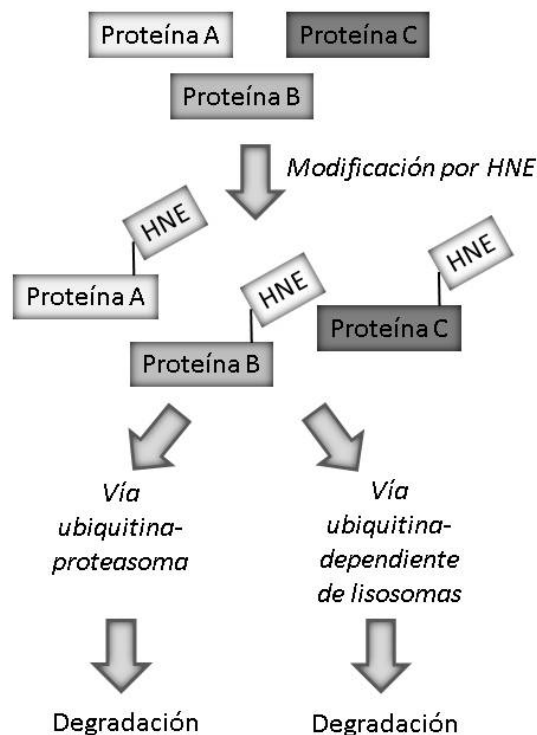 Proteína A
Proteína C
Proteína B
Modificación por HNE
HNE
HNE
HNE
Proteína A
Proteína C
Proteína B
Vía
ubiquitina-
proteasoma
Vía
ubiquitina-
dependiente
de lisosomas
Degradación
Degradación